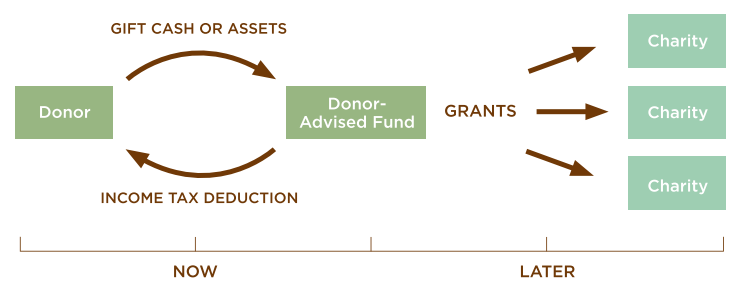 GIFT CASH OR ASSETS
Donor
Donor-
Advised Fund
INCOME TAX DEDUCTION
GRANTS
Charity
Charity
Charity
NOW
LATER